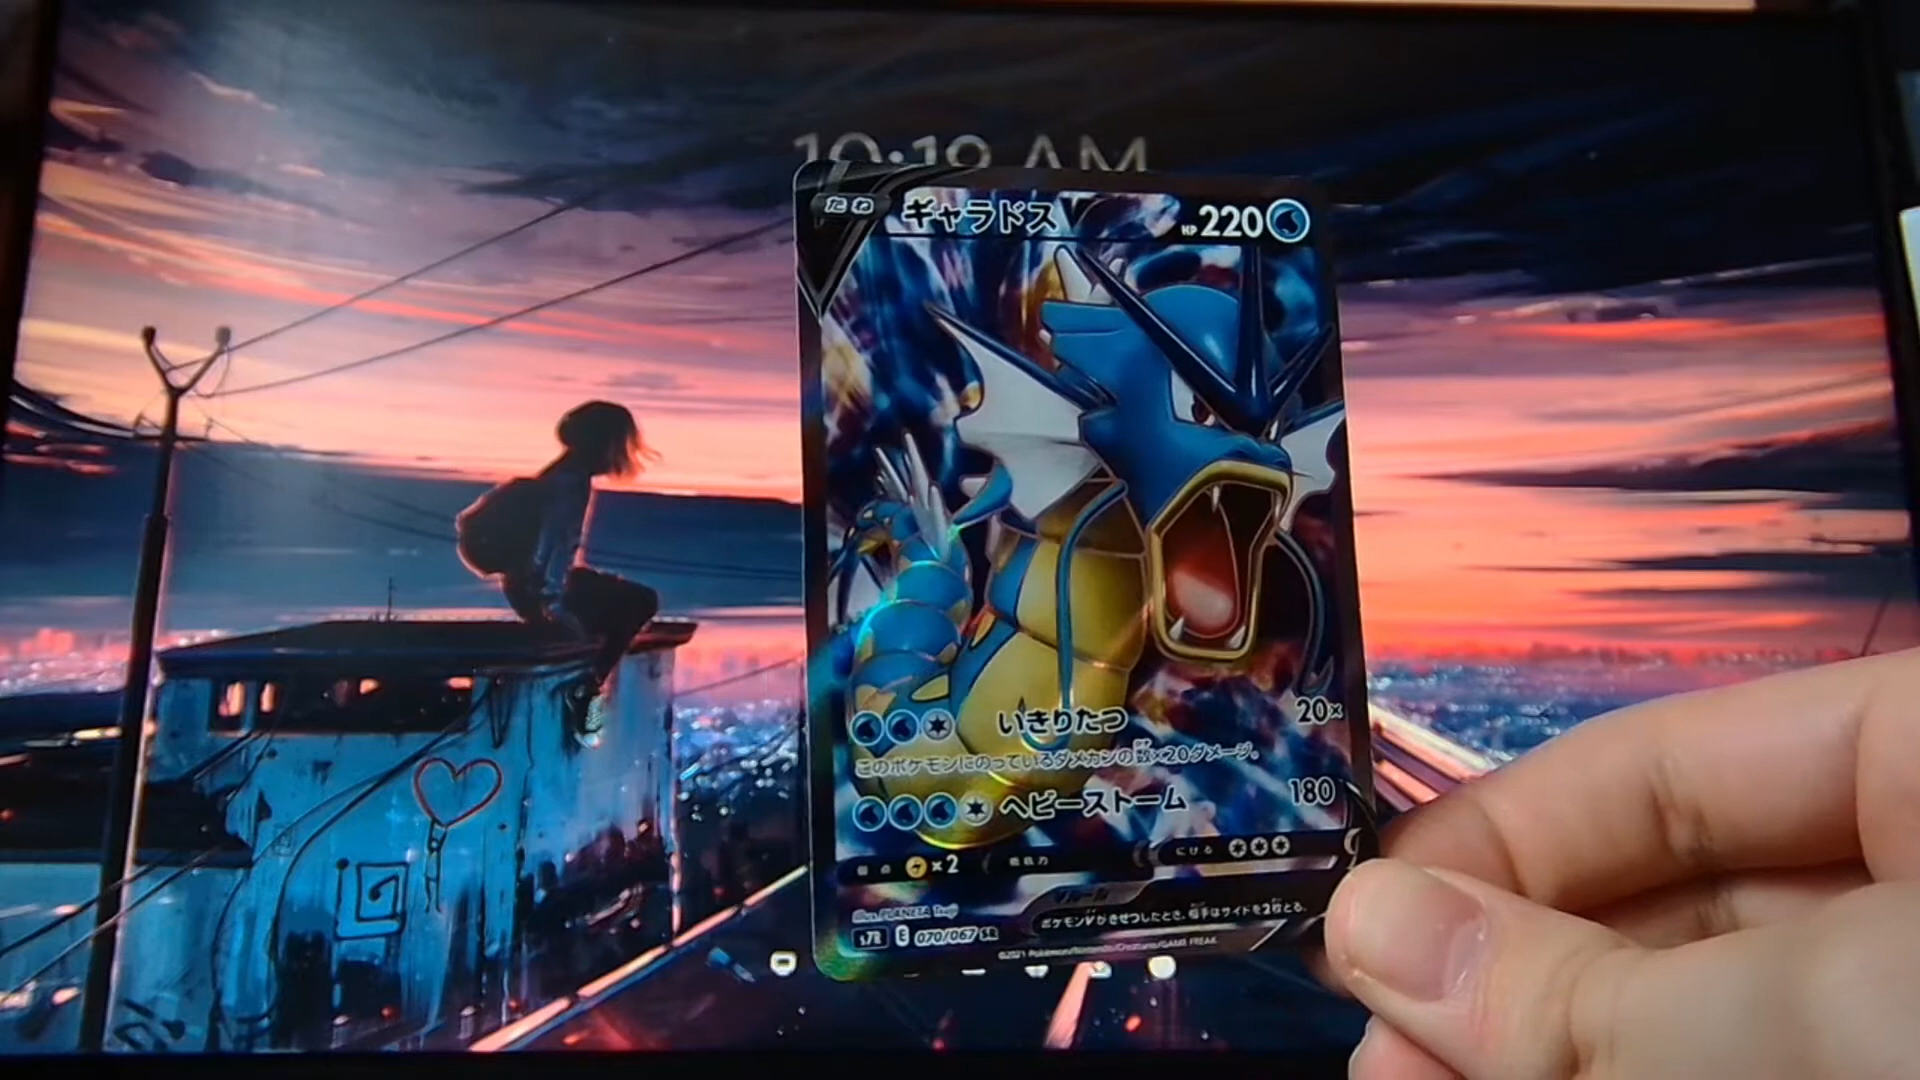 10:19 AM
たね ギャラドス HP 220
いきりたつ 20×
このポケモンにのっているダメカンの数×20ダメージ。
ヘビーストーム 180
弱点 ×2 抵抗力 にげる
ポケモンVがきぜつしたとき、相手はサイドを2枚とる。
illus. PLANETA Tsuji
s7R E 070/067 SR
©2021 Pokémon/Nintendo/Creatures/GAME FREAK